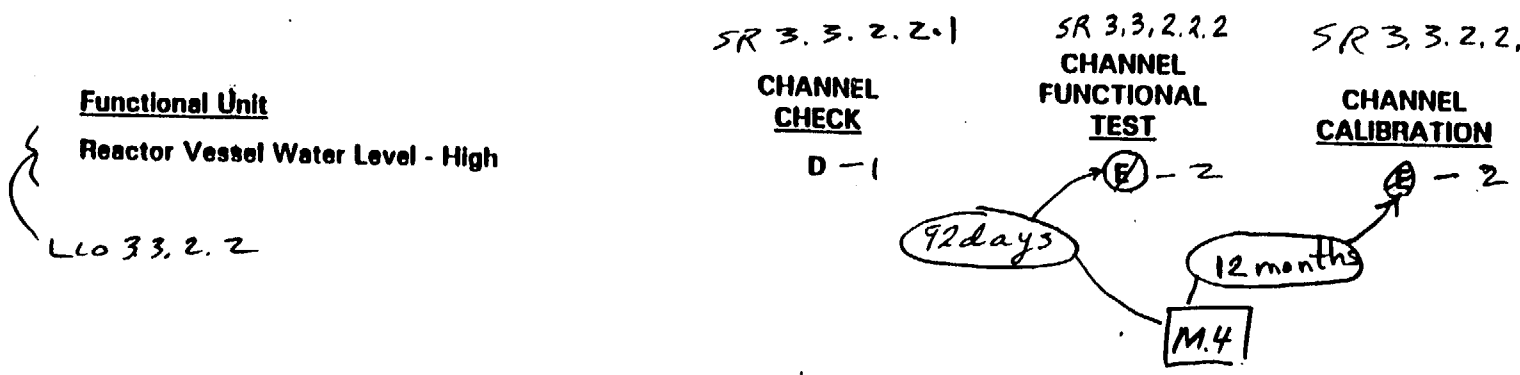 SR 3.3.2.2.1 SR 3.3.2.2.2 SR 3.3.2.2.
Functional Unit CHANNEL CHECK CHANNEL FUNCTIONAL TEST CHANNEL CALIBRATION
Reactor Vessel Water Level - High D - 1 E - 2 E - 2
LCO 3.3.2.2 92 days 12 months
M.4